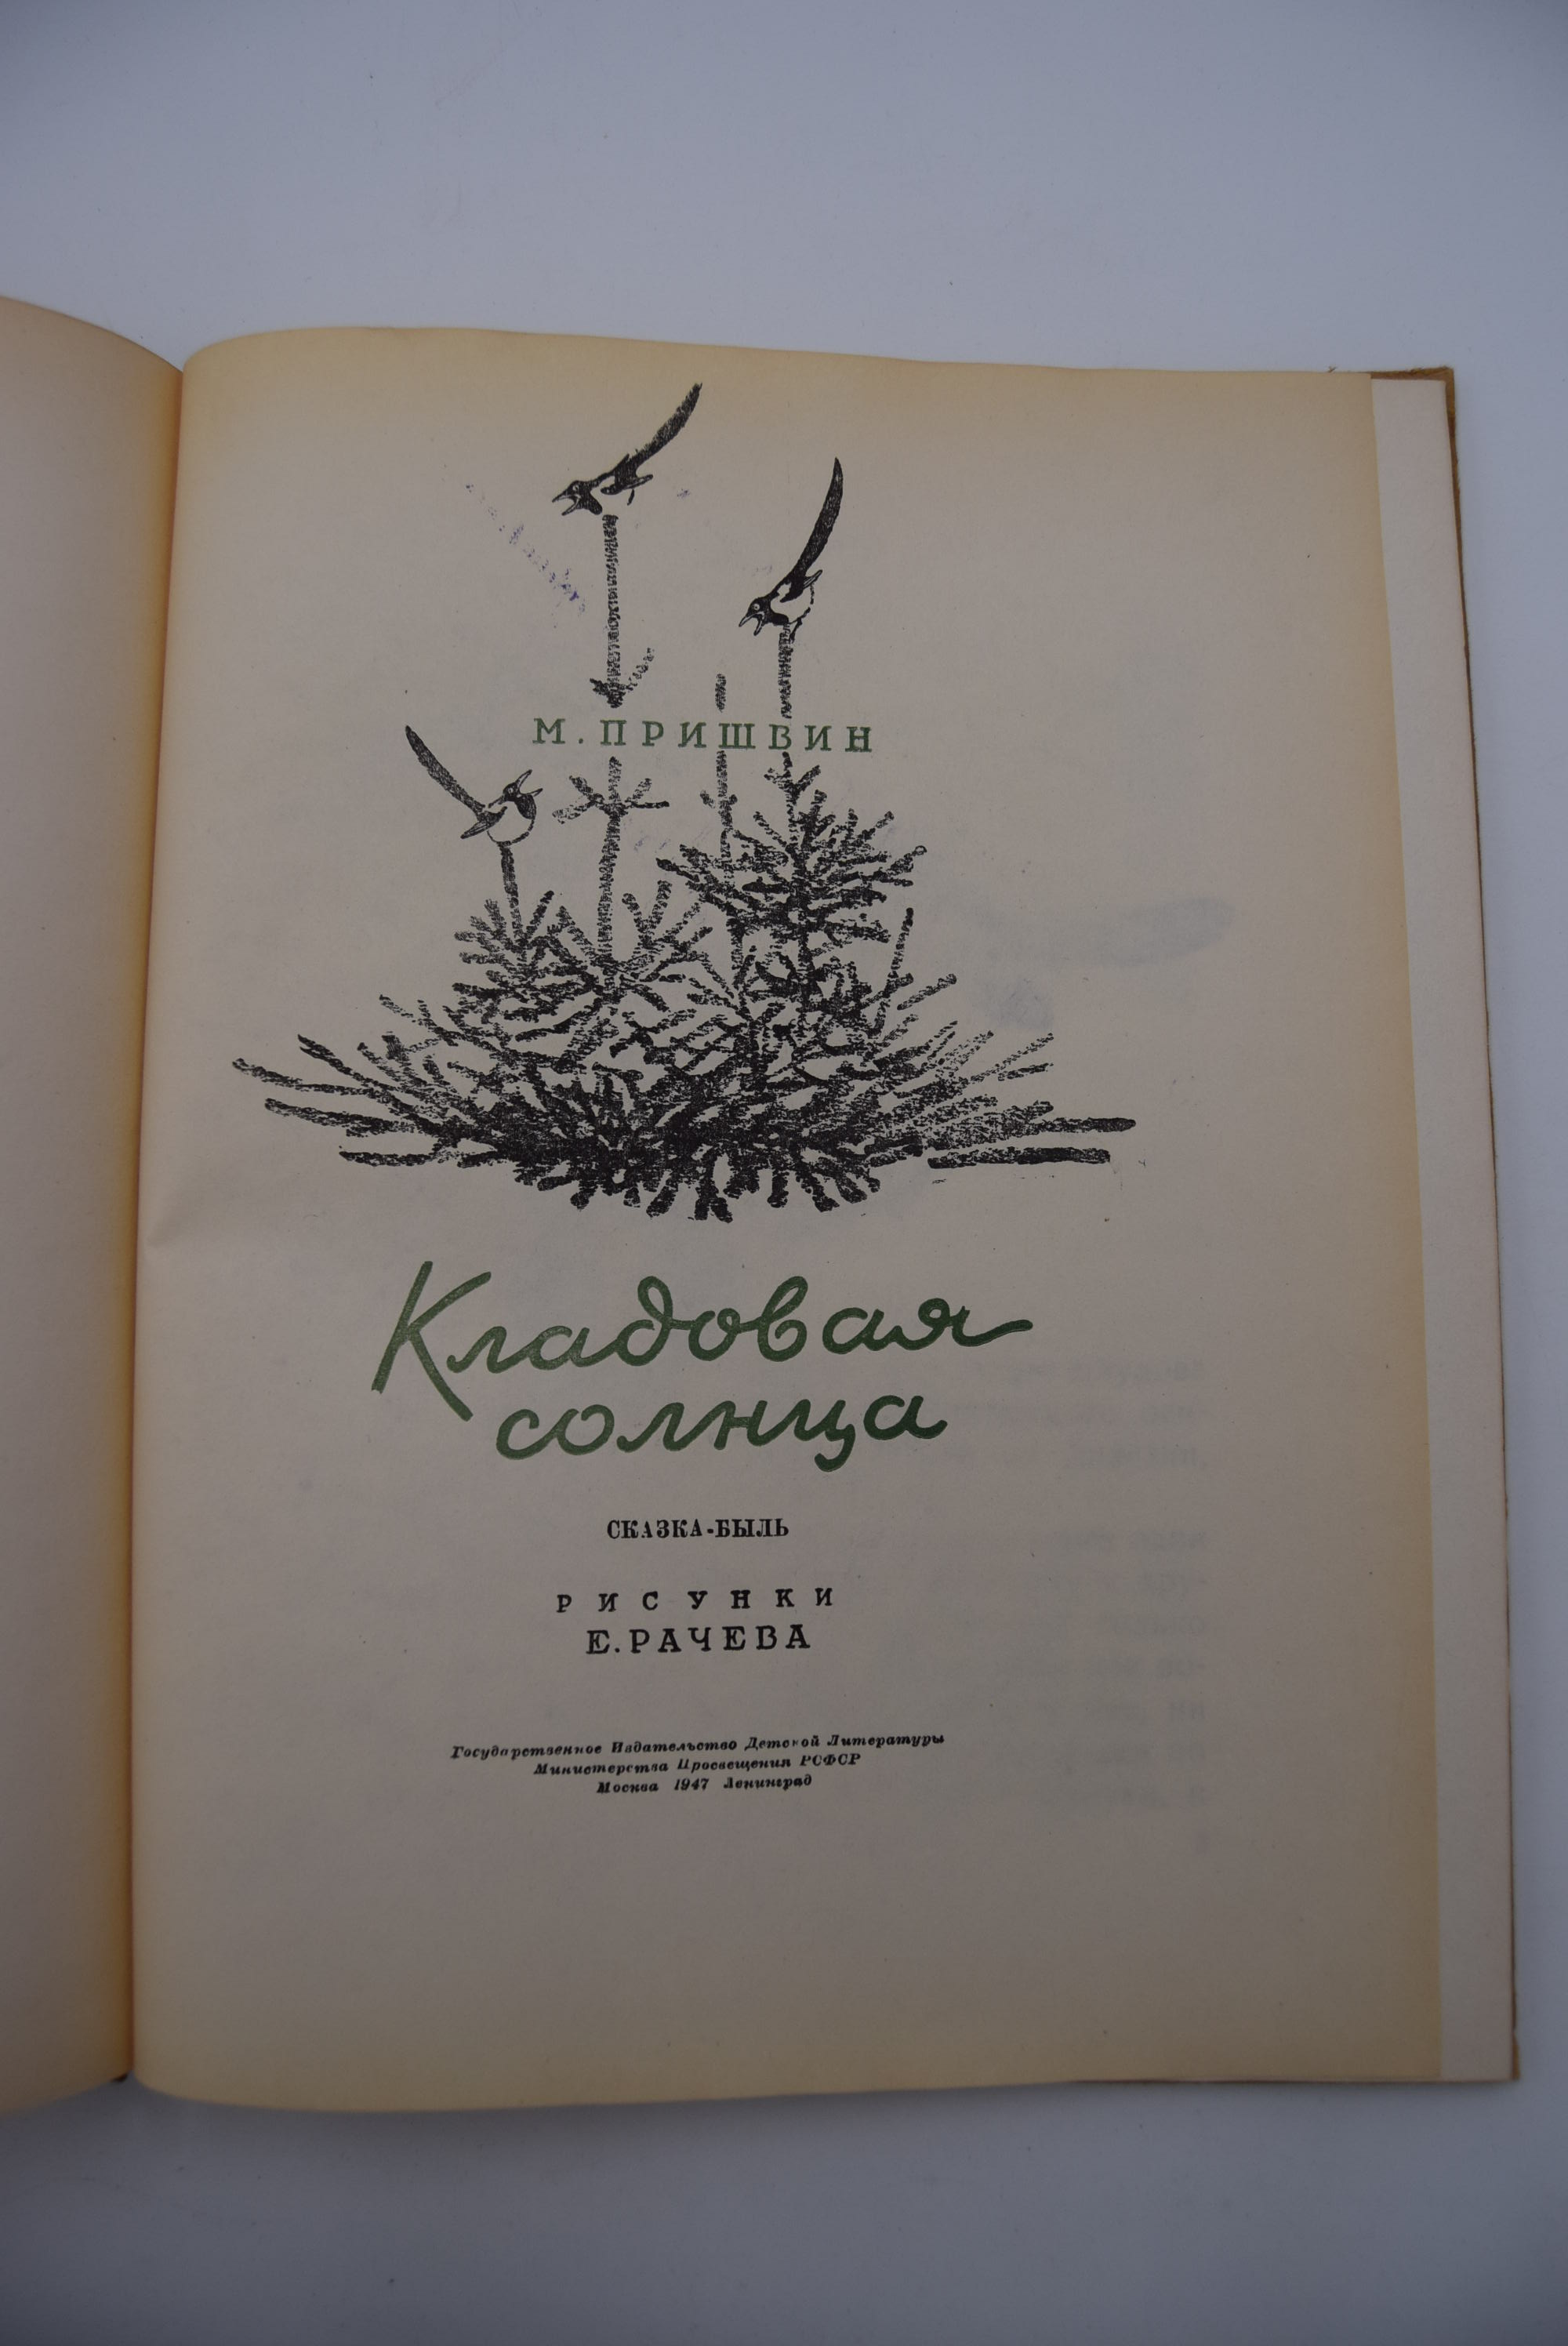 М. ПРИШВИН
Кладовая
солнца
СКАЗКА-БЫЛЬ
РИСУНКИ
Е. РАЧЕВА
Государственное Издательство Детской Литературы
Министерства Просвещения РСФСР
Москва 1947 Ленинград